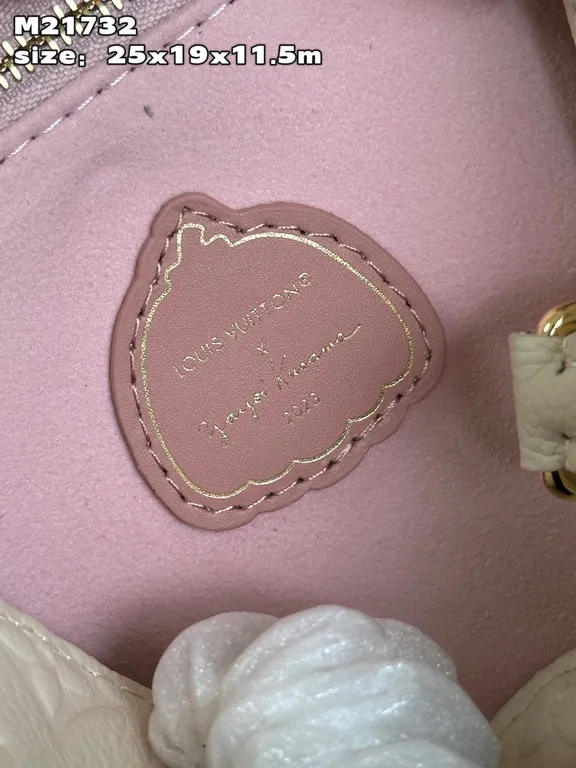 M21732
size: 25x19x11.5m
LOUIS VUITTON®
x
Yayoi Kusama
2023